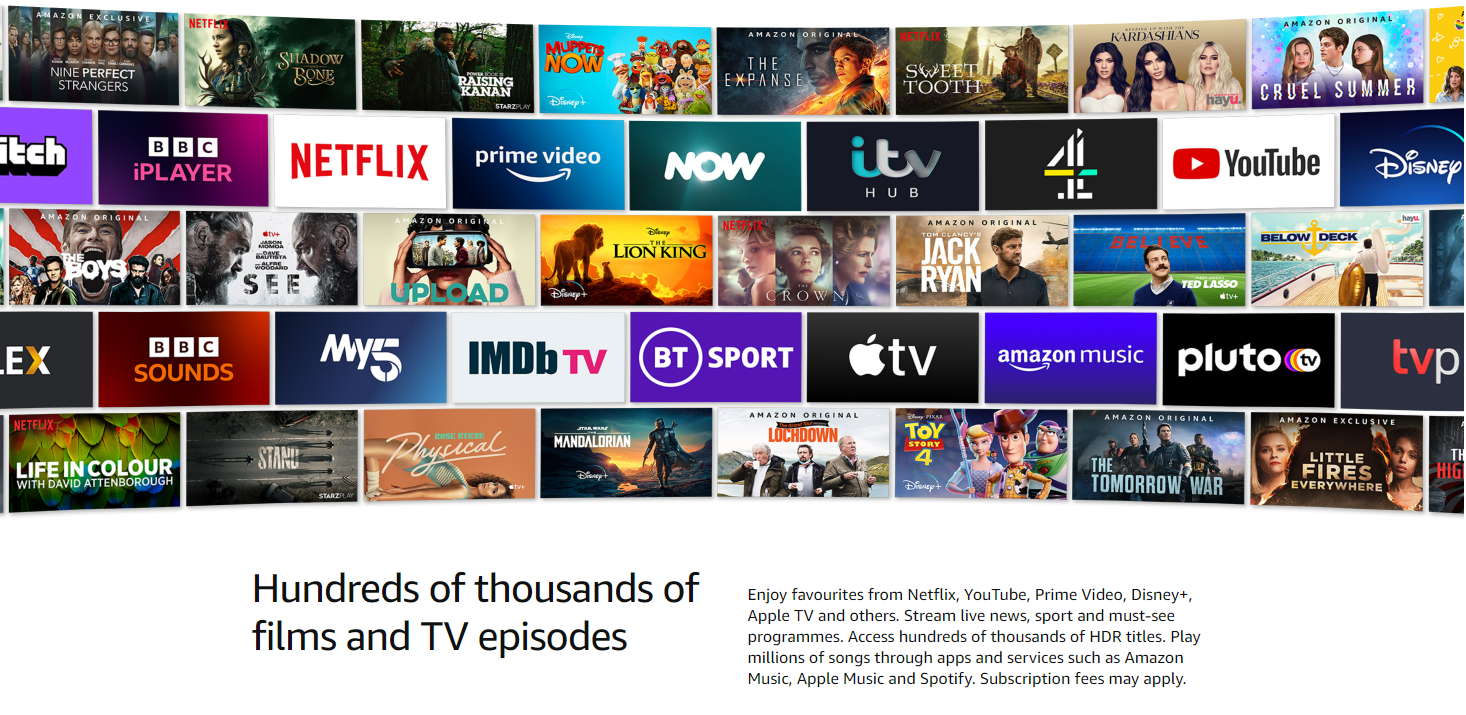 AMAZON EXCLUSIVE
NINE PERFECT
STRANGERS
NETFLIX
SHADOW
AND
BONE
POWER BOOK III
RAISING
KANAN
STARZPLAY
Disney
MUPPETS
NOW
Disney+
AMAZON ORIGINAL
THE
EXPANSE
NETFLIX
SWEET
TOOTH
KEEPING UP WITH THE
KARDASHIANS
hayu.
AMAZON ORIGINAL
CRUEL SUMMER
itch
BBC
iPLAYER
NETFLIX
prime video
NOW
itv
HUB
4
YouTube
Disney
AMAZON ORIGINAL
THE
BOYS
tv+
JASON
MOMOA
DAVE
BAUTISTA
ALFRE
WOODARD
SEE
AMAZON ORIGINAL
UPLOAD
Disney
THE
LION KING
Disney+
NETFLIX
THE
CROWN
AMAZON ORIGINAL
TOM CLANCY'S
JACK
RYAN
BELIEVE
TED LASSO
tv+
hayu.
BELOW DECK
LEX
BBC
SOUNDS
My5
IMDb TV
BT SPORT
tv
amazon music
pluto tv
tvp
NETFLIX
LIFE IN COLOUR
WITH DAVID ATTENBOROUGH
STAND
STARZPLAY
ROSE BYRNE
Physical
tv+
STAR WARS
THE
MANDALORIAN
Disney+
AMAZON ORIGINAL
The Grand Tour
LOCHDOWN
Disney PIXAR
TOY
STORY
4
Disney+
AMAZON ORIGINAL
THE
TOMORROW WAR
AMAZON EXCLUSIVE
LITTLE
FIRES
EVERYWHERE
Hundreds of thousands of
films and TV episodes
Enjoy favourites from Netflix, YouTube, Prime Video, Disney+,
Apple TV and others. Stream live news, sport and must-see
programmes. Access hundreds of thousands of HDR titles. Play
millions of songs through apps and services such as Amazon
Music, Apple Music and Spotify. Subscription fees may apply.